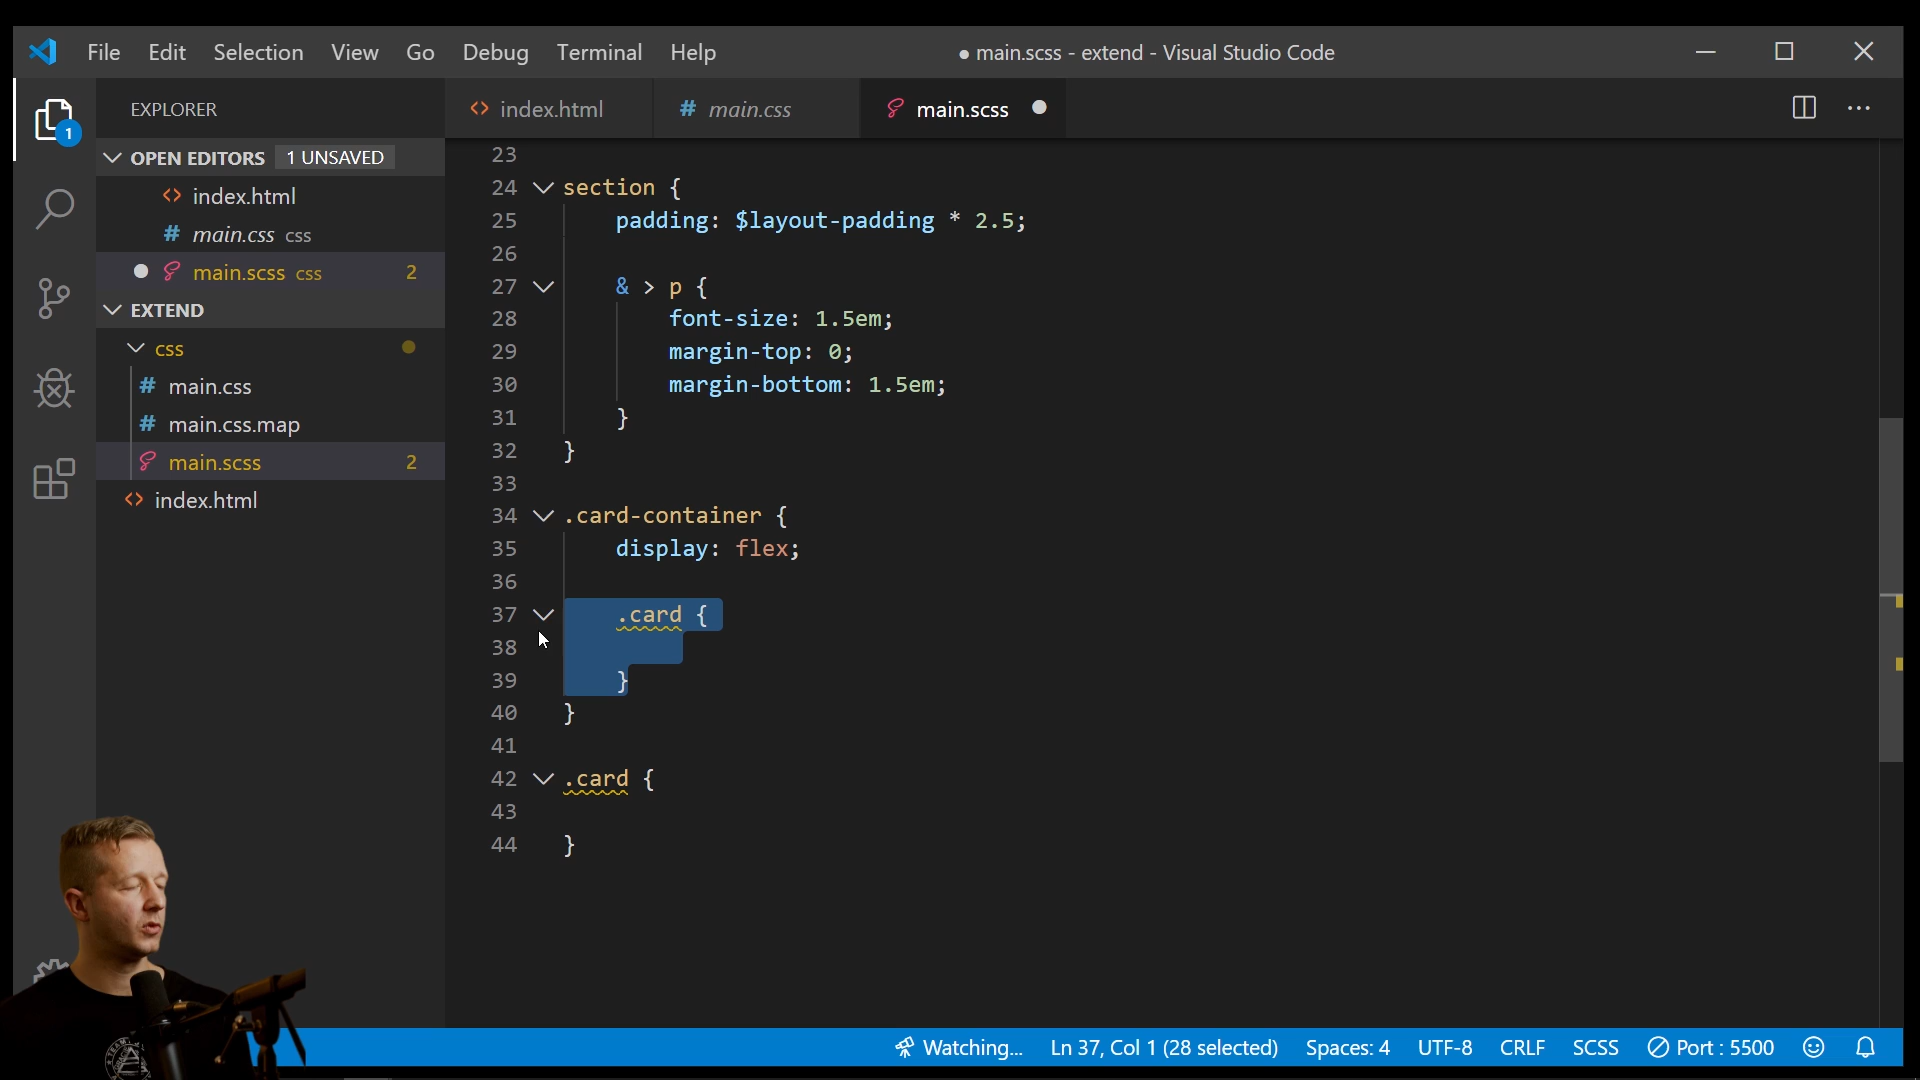 File Edit Selection View Go Debug Terminal Help
● main.scss - extend - Visual Studio Code
1
EXPLORER
OPEN EDITORS 1 UNSAVED
index.html
main.css css
main.scss css 2
EXTEND
css
main.css
main.css.map
main.scss 2
index.html
index.html
main.css
main.scss
23
24 section {
25 padding: $layout-padding * 2.5;
26
27 & > p {
28 font-size: 1.5em;
29 margin-top: 0;
30 margin-bottom: 1.5em;
31 }
32 }
33
34 .card-container {
35 display: flex;
36
37 .card {
38
39 }
40 }
41
42 .card {
43
44 }
Watching... Ln 37, Col 1 (28 selected) Spaces: 4 UTF-8 CRLF SCSS Port : 5500